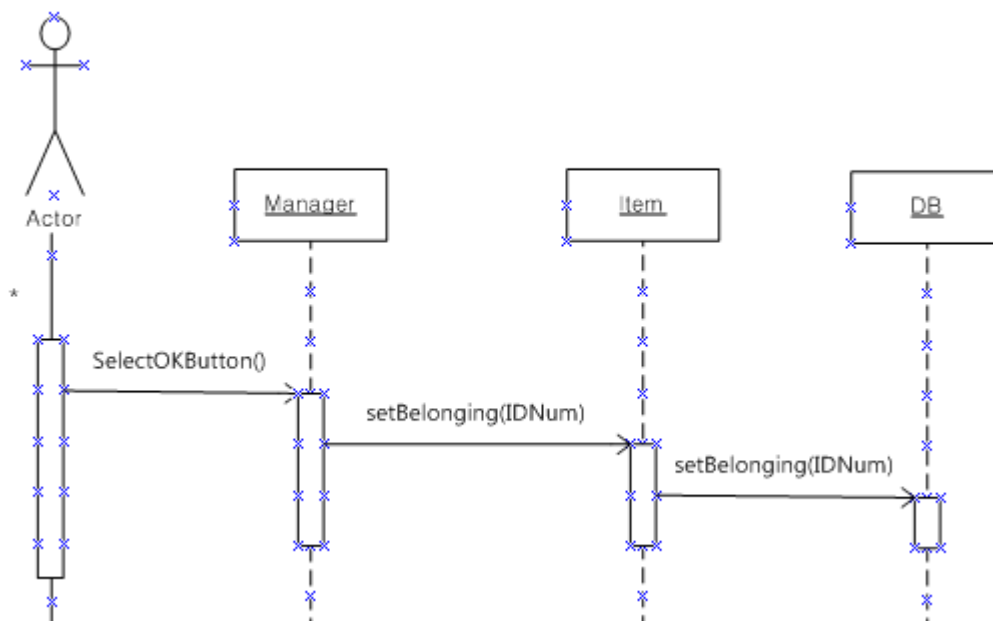 Manager
Item
DB
Actor
*
SelectOKButton()
setBelonging(IDNum)
setBelonging(IDNum)